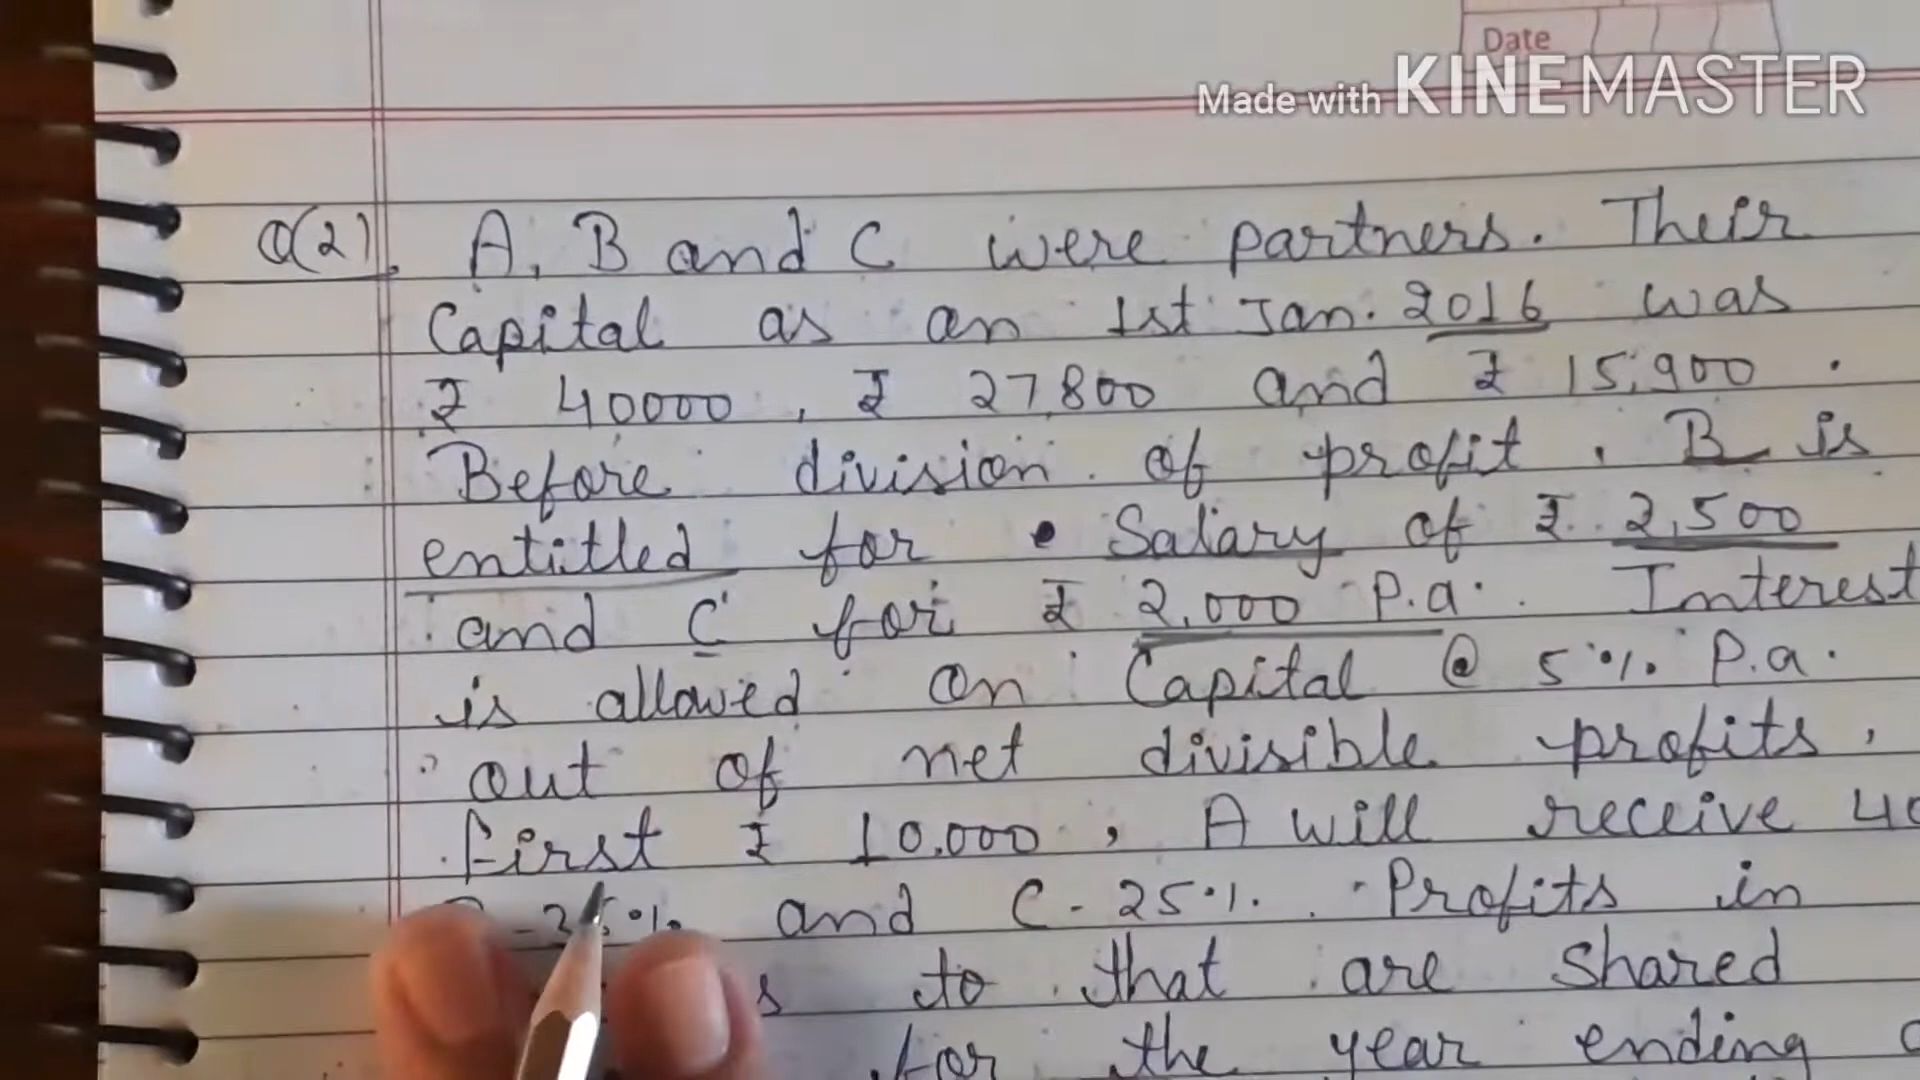 Date
Made with KINEMASTER
Q(2). A, B and C were partners. Their
Capital as an 1st Jan. 2016 was
₹ 40000, ₹ 27,800 and ₹ 15,900.
Before division of profit, B is
entitled for Salary of ₹ 2,500
and C for ₹ 2,000 P.a. Interest
is allowed on Capital @ 5% P.a.
out of net divisible profits,
first ₹ 10,000, A will receive 40
and C - 25%. Profits in
to that are shared
for the year ending